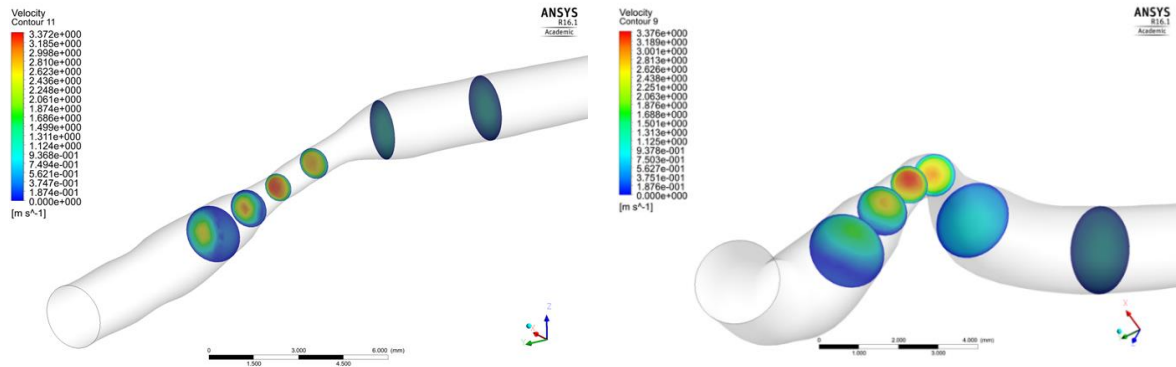 Velocity
Contour 11
3.372e+000
3.185e+000
2.998e+000
2.810e+000
2.623e+000
2.436e+000
2.248e+000
2.061e+000
1.874e+000
1.686e+000
1.499e+000
1.311e+000
1.124e+000
9.368e-001
7.494e-001
5.621e-001
3.747e-001
1.874e-001
0.000e+000
[m s^-1]
ANSYS
R16.1
Academic
Z
Y
0 3.000 6.000 (mm)
1.500 4.500
Velocity
Contour 9
3.376e+000
3.189e+000
3.001e+000
2.813e+000
2.626e+000
2.438e+000
2.251e+000
2.063e+000
1.876e+000
1.688e+000
1.500e+000
1.313e+000
1.125e+000
9.378e-001
7.503e-001
5.627e-001
3.751e-001
1.876e-001
0.000e+000
[m s^-1]
ANSYS
R16.1
Academic
X
0 2.000 4.000 (mm)
1.000 3.000